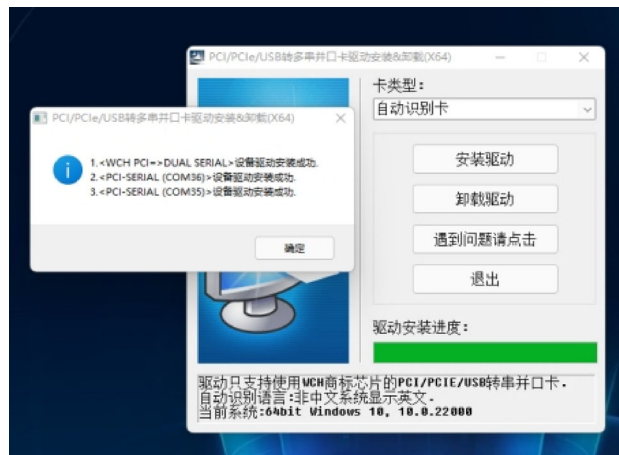 PCI/PCIe/USB转多串并口卡驱动安装&卸载(X64)
卡类型:
自动识别卡
PCI/PCIe/USB转多串并口卡驱动安装&卸载(X64)
1.<WCH PCI=>DUAL SERIAL>设备驱动安装成功.
2.<PCI-SERIAL (COM36)>设备驱动安装成功.
3.<PCI-SERIAL (COM35)>设备驱动安装成功.
确定
安装驱动
卸载驱动
遇到问题请点击
退出
驱动安装进度:
驱动只支持使用WCH商标芯片的PCI/PCIE/USB转串并口卡.
自动识别语言:非中文系统显示英文.
当前系统:64bit Windows 10, 10.0.22000